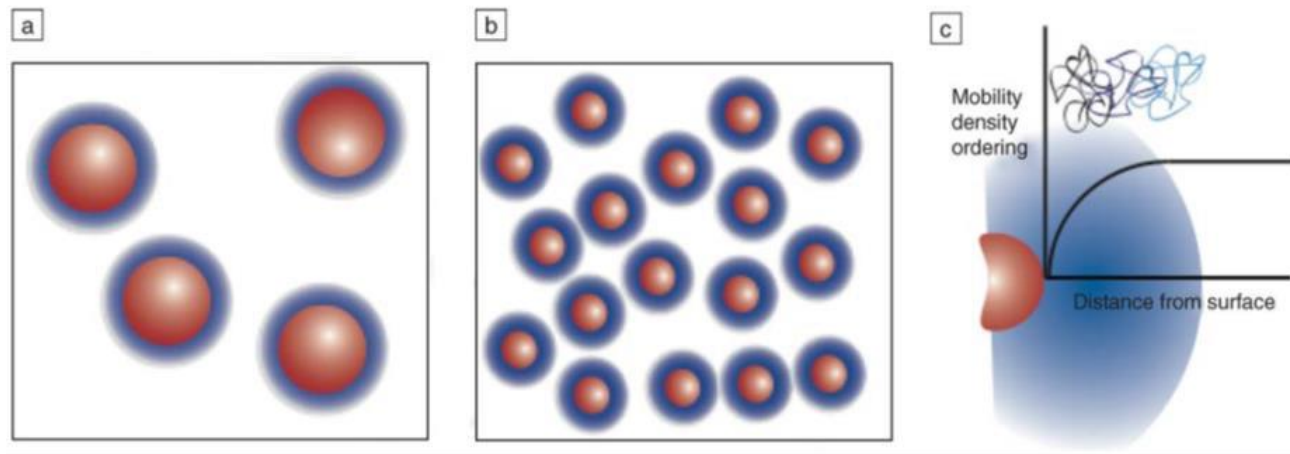 a
b
c
Mobility
density
ordering
Distance from surface